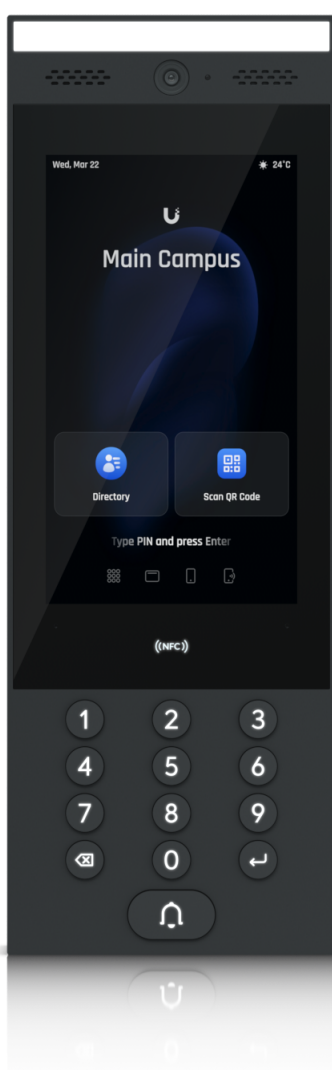 Wed, Mar 22 24°C
Main Campus
Directory Scan QR Code
Type PIN and press Enter
NFC
1 2 3
4 5 6
7 8 9
0